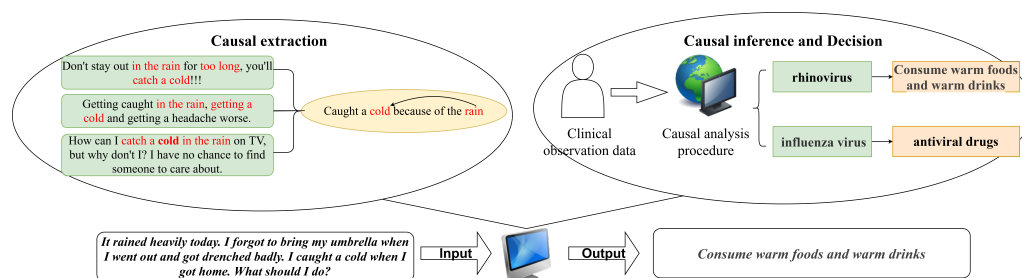 Causal extraction
Don't stay out in the rain for too long, you'll
catch a cold!!!
Getting caught in the rain, getting a
cold and getting a headache worse.
How can I catch a cold in the rain on TV,
but why don't I? I have no chance to find
someone to care about.
Caught a cold because of the rain
Causal inference and Decision
Clinical
observation data
Causal analysis
procedure
rhinovirus
Consume warm foods
and warm drinks
influenza virus
antiviral drugs
It rained heavily today. I forgot to bring my umbrella when
I went out and got drenched badly. I caught a cold when I
got home. What should I do?
Input
Output
Consume warm foods and warm drinks